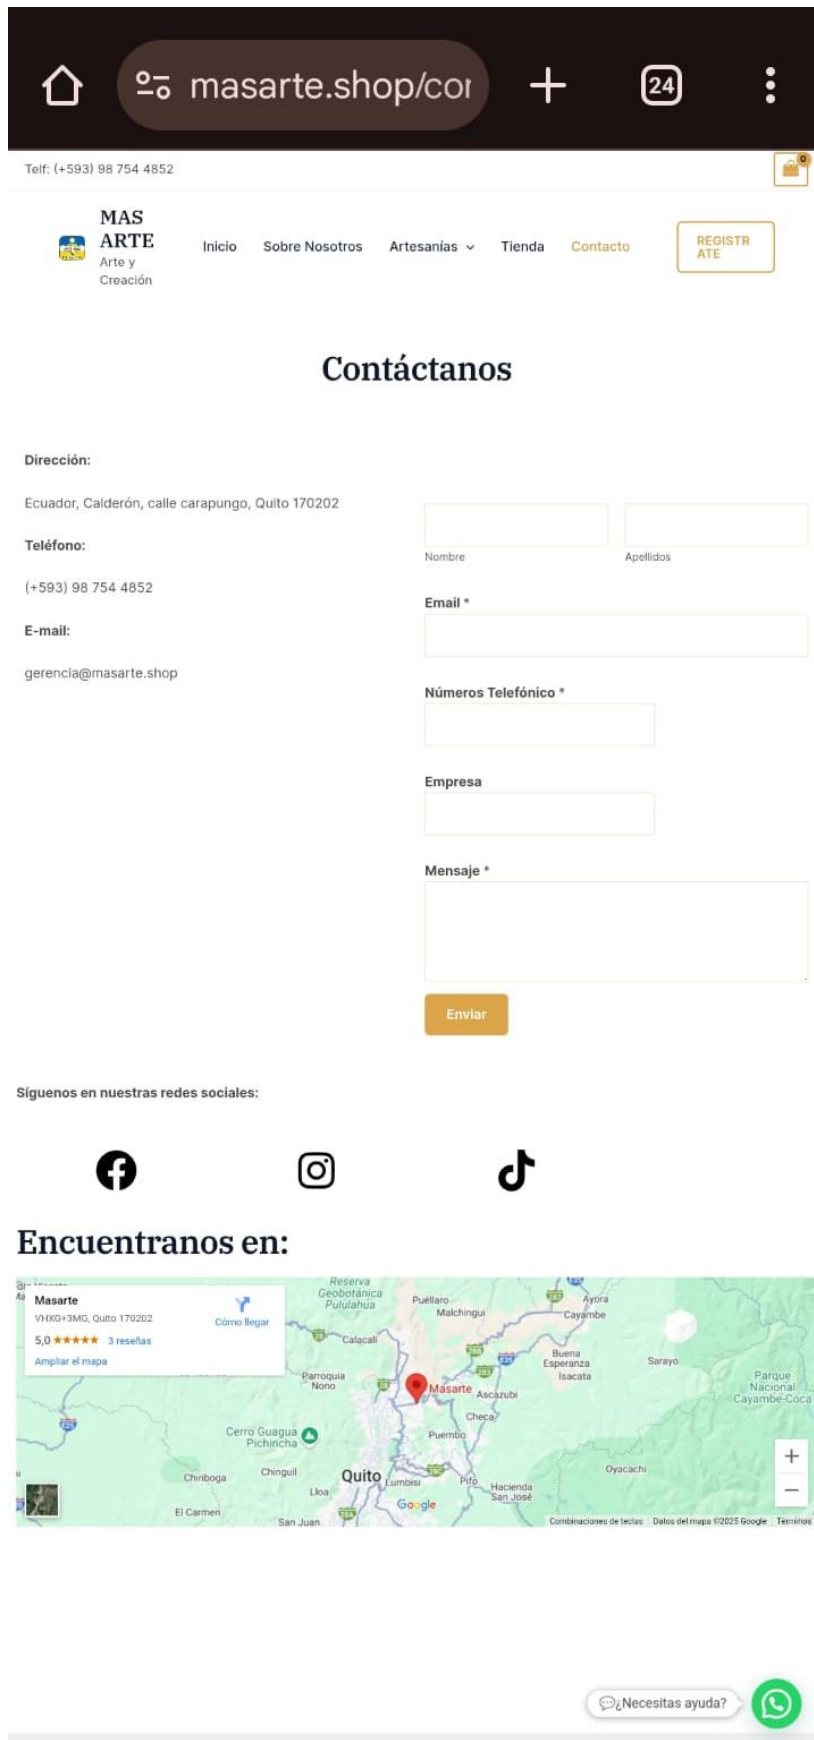 masarte.shop/cor
24
Telf: (+593) 98 754 4852
0
MAS
ARTE
Arte y
Creación
Inicio
Sobre Nosotros
Artesanías
Tienda
Contacto
REGISTR
ATE
Contáctanos
Dirección:
Ecuador, Calderón, calle carapungo, Quito 170202
Teléfono:
(+593) 98 754 4852
E-mail:
gerencia@masarte.shop
Nombre
Apellidos
Email *
Números Telefónico *
Empresa
Mensaje *
Enviar
Síguenos en nuestras redes sociales:
Encuentranos en:
Masarte
VHXG+3MG, Quito 170202
5,0 ★★★★★ 3 reseñas
Ampliar el mapa
Cómo llegar
Reserva
Geobotánica
Pululahua
Puéllaro
Malchingui
Ayora
Cayambe
Calacalí
Buena
Esperanza
Isacata
Sarayo
Parroquia
Nono
Masarte
Ascazubi
Parque
Nacional
Cayambe-Coca
Checa
Cerro Guagua
Pichincha
Puembo
Chiriboga
Chinguil
Quito
Lumbisí
Pifo
Oyacachi
Lloa
Hacienda
San José
El Carmen
San Juan
Google
Combinaciones de teclas
Datos del mapa ©2025 Google
Términos
¿Necesitas ayuda?